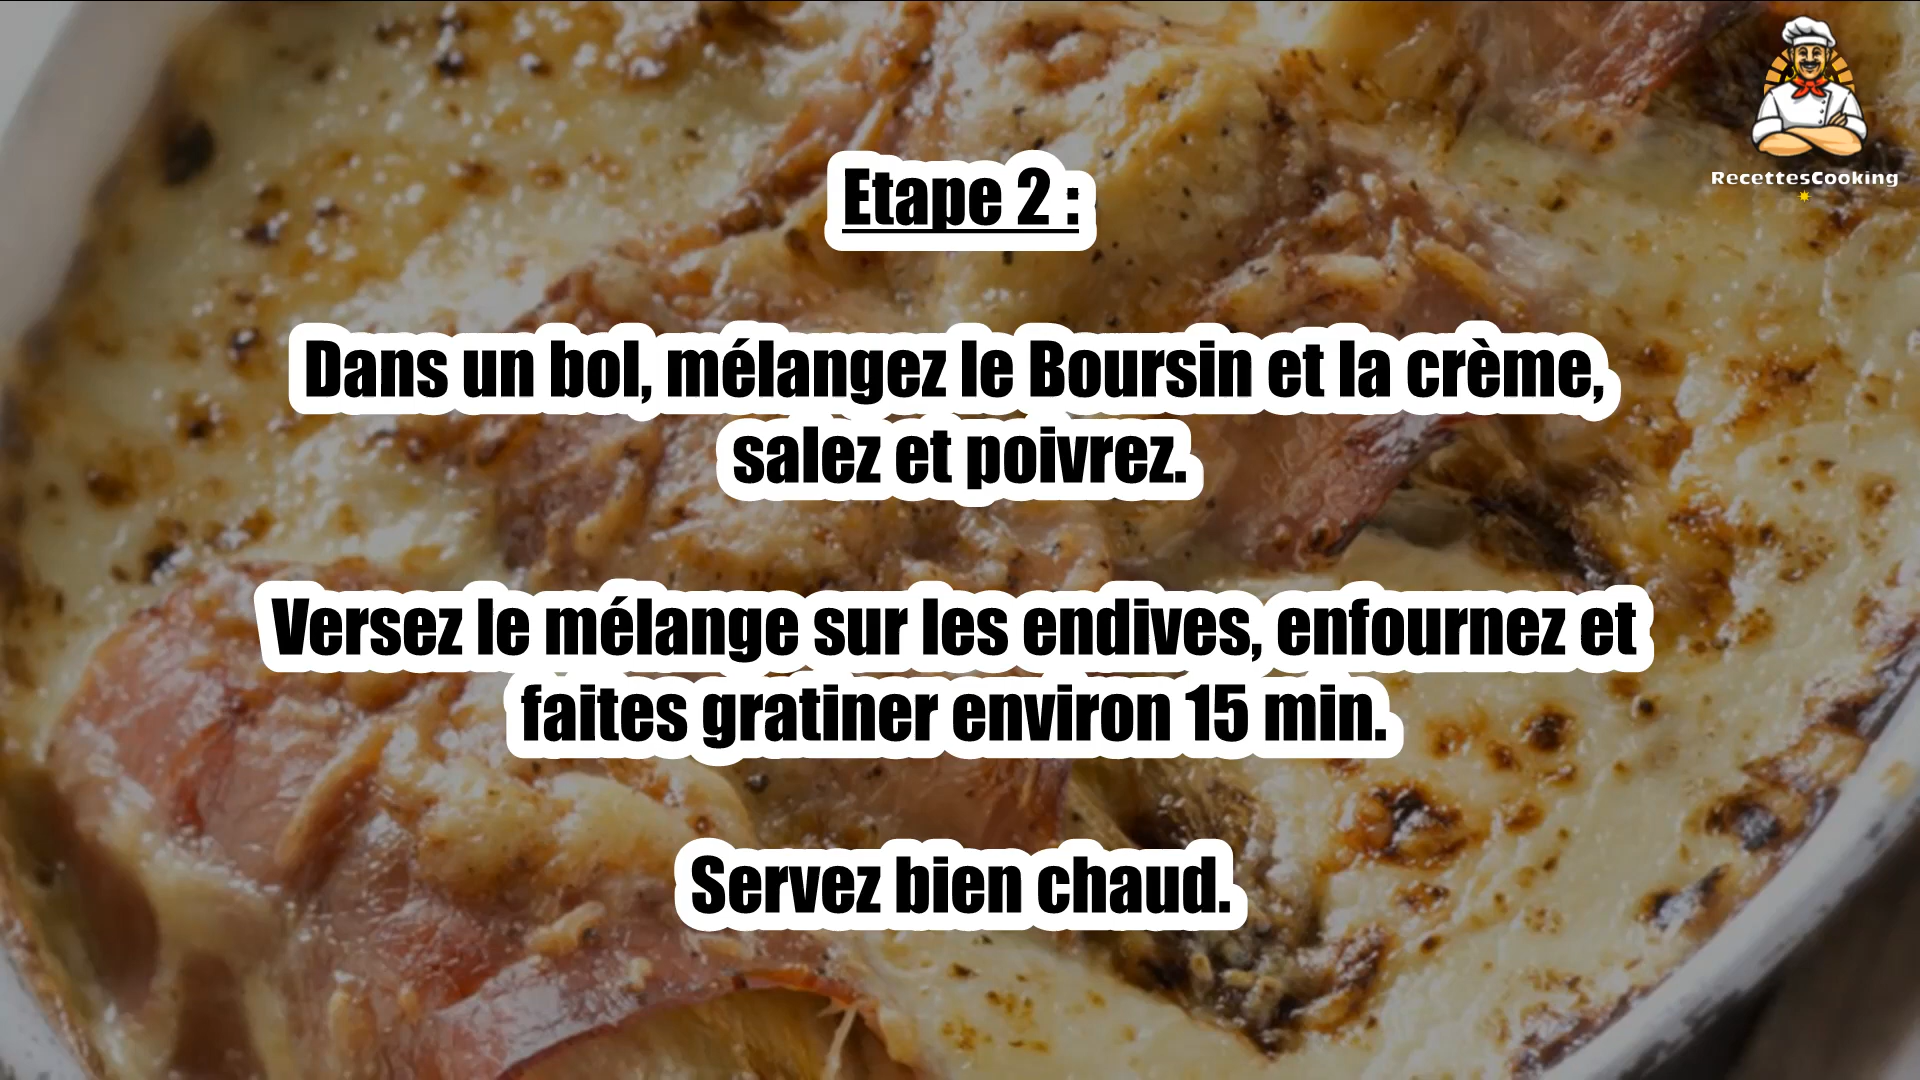 RecettesCooking
Etape 2 :
Dans un bol, mélangez le Boursin et la crème,
salez et poivrez.
Versez le mélange sur les endives, enfournez et
faites gratiner environ 15 min.
Servez bien chaud.